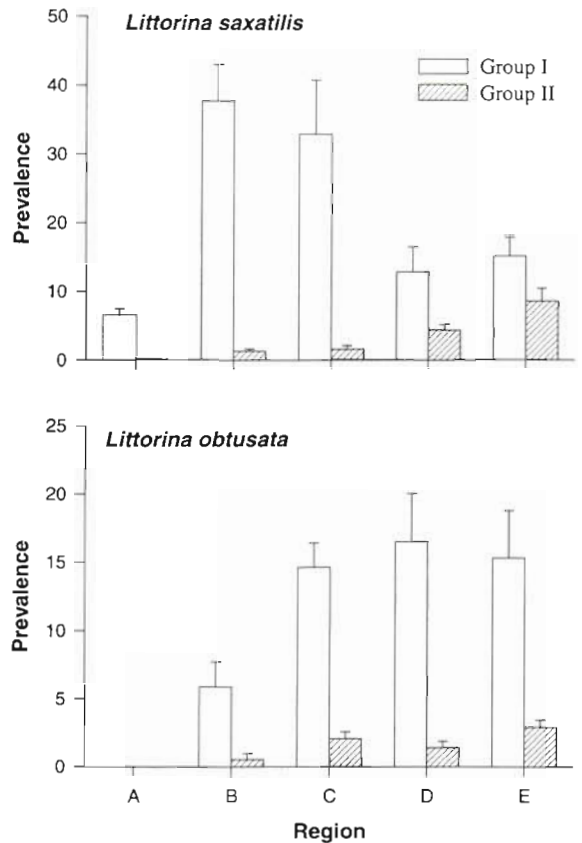 Littorina saxatilis
50
40
30
20
10
0
Prevalence
Group I
Group II
Littorina obtusata
25
20
15
10
5
0
Prevalence
A B C D E
Region